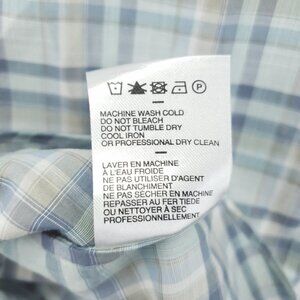 P
MACHINE WASH COLD
DO NOT BLEACH
DO NOT TUMBLE DRY
COOL IRON
OR PROFESSIONAL DRY CLEAN
LAVER EN MACHINE
À L'EAU FROIDE
NE PAS UTILISER D'AGENT
DE BLANCHIMENT
NE PAS SÉCHER EN MACHINE
REPASSER AU FER TIÈDE
OU NETTOYER À SEC
PROFESSIONNELLEMENT